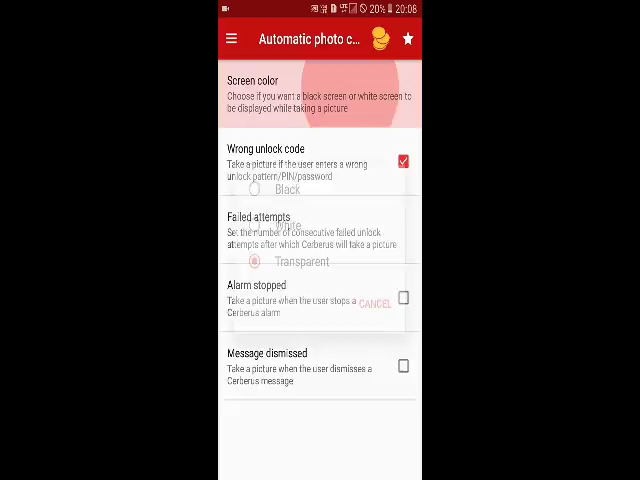 20% 20:08
Automatic photo c...
Screen color
Choose if you want a black screen or white screen to
be displayed while taking a picture
Wrong unlock code
Take a picture if the user enters a wrong
unlock pattern/PIN/password
Black
Failed attempts
White
Set the number of consecutive failed unlock
attempts after which Cerberus will take a picture
Transparent
Alarm stopped
Take a picture when the user stops a
CANCEL
Cerberus alarm
Message dismissed
Take a picture when the user dismisses a
Cerberus message